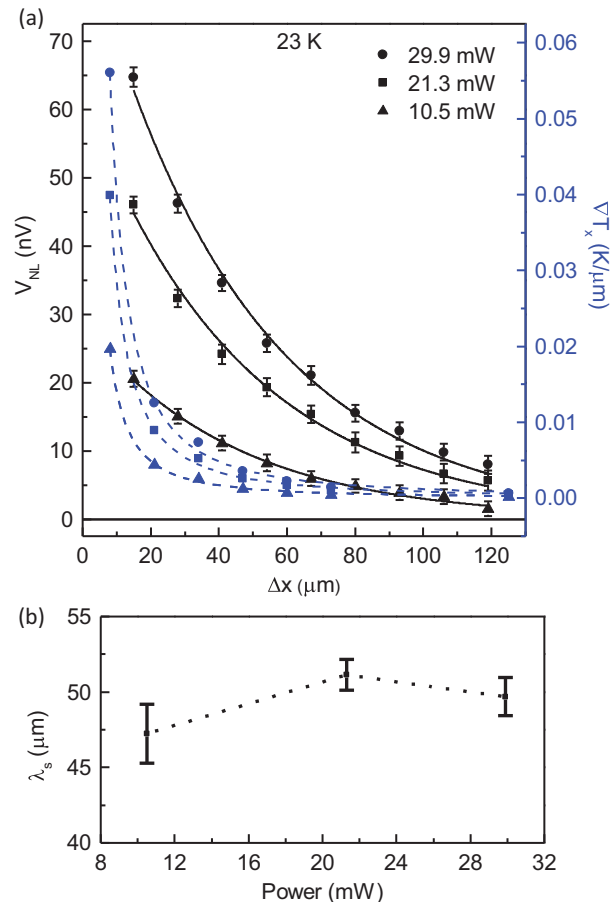 (a)
23 K
29.9 mW
21.3 mW
10.5 mW
70
60
50
40
30
20
10
0
V_NL (nV)
0.06
0.05
0.04
0.03
0.02
0.01
0.00
∇T_x (K/μm)
0 20 40 60 80 100 120
Δx (μm)
(b)
55
50
45
40
λ_s (μm)
8 12 16 20 24 28 32
Power (mW)